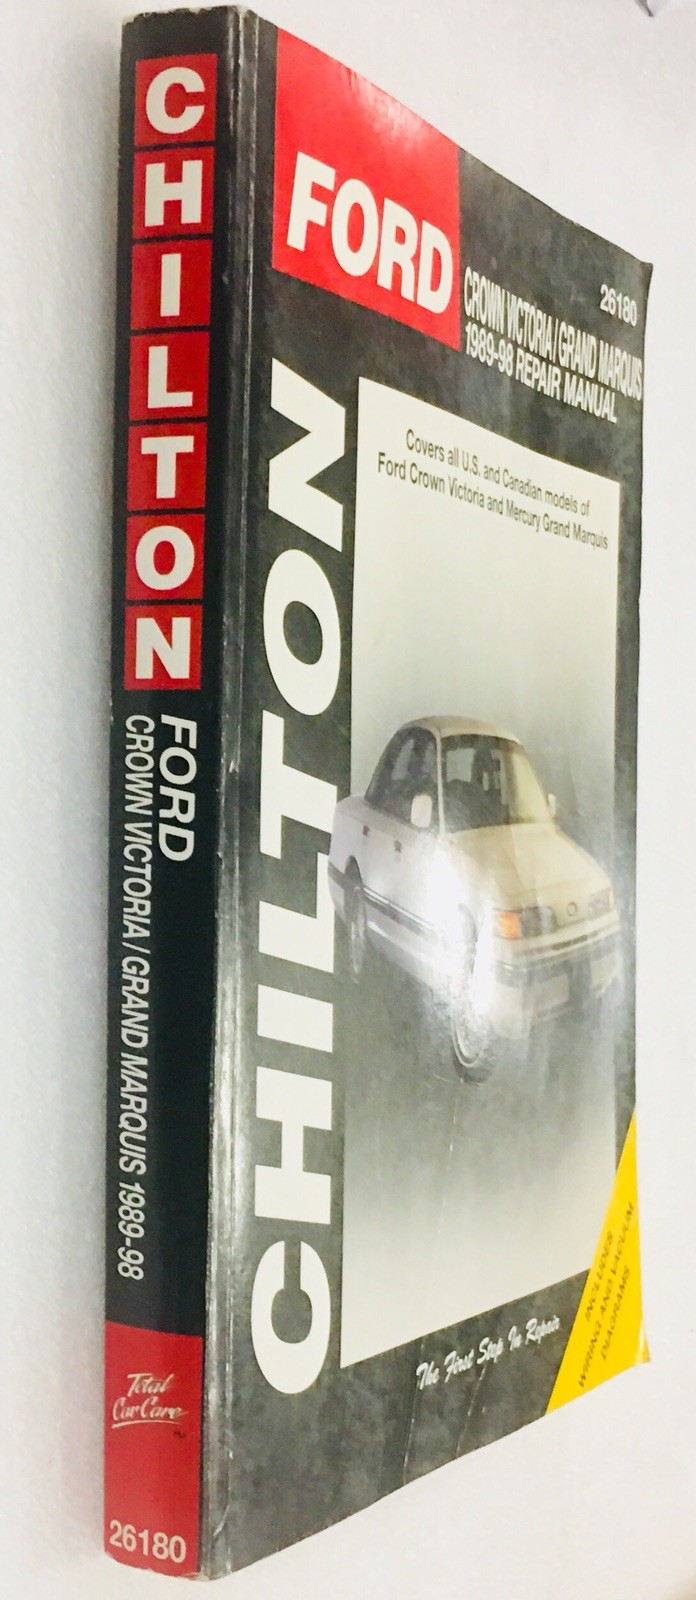 CHILTON
FORD
CROWN VICTORIA/GRAND MARQUIS 1989-98
Total
Car Care
TM
26180
FORD
26180
CROWN VICTORIA/GRAND MARQUIS
1989-98 REPAIR MANUAL
Covers all U.S. and Canadian models of
Ford Crown Victoria and Mercury Grand Marquis
CHILTON
The First Step In Repair
INCLUDES
WIRING AND VACUUM
DIAGRAMS